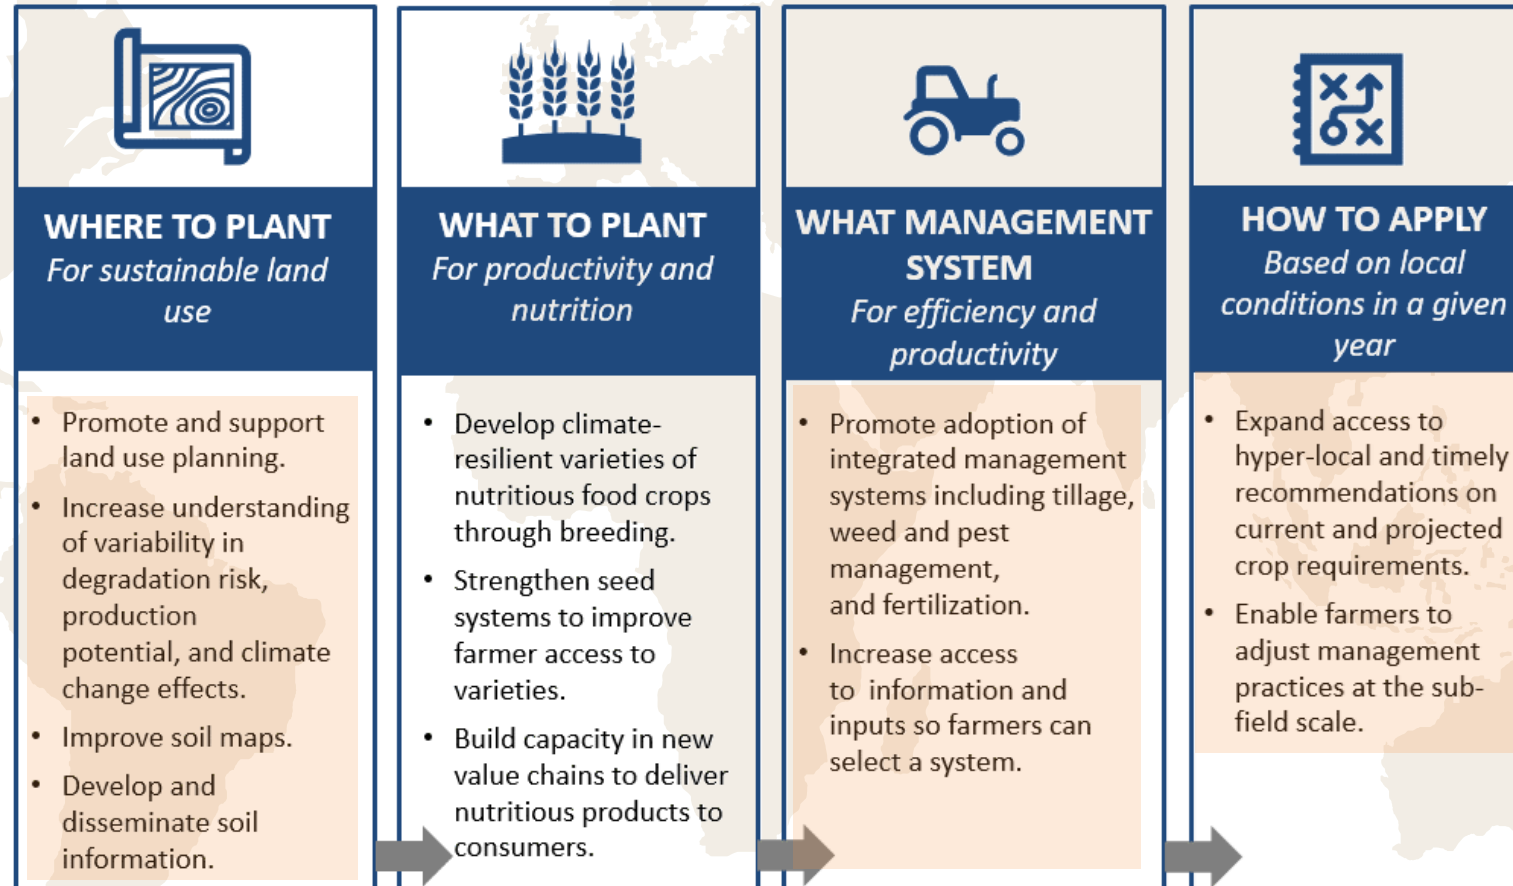 WHERE TO PLANT
For sustainable land
use
• Promote and support
land use planning.
• Increase understanding
of variability in
degradation risk,
production
potential, and climate
change effects.
• Improve soil maps.
• Develop and
disseminate soil
information.
WHAT TO PLANT
For productivity and
nutrition
• Develop climate-
resilient varieties of
nutritious food crops
through breeding.
• Strengthen seed
systems to improve
farmer access to
varieties.
• Build capacity in new
value chains to deliver
nutritious products to
consumers.
WHAT MANAGEMENT
SYSTEM
For efficiency and
productivity
• Promote adoption of
integrated management
systems including tillage,
weed and pest
management,
and fertilization.
• Increase access
to information and
inputs so farmers can
select a system.
HOW TO APPLY
Based on local
conditions in a given
year
• Expand access to
hyper-local and timely
recommendations on
current and projected
crop requirements.
• Enable farmers to
adjust management
practices at the sub-
field scale.